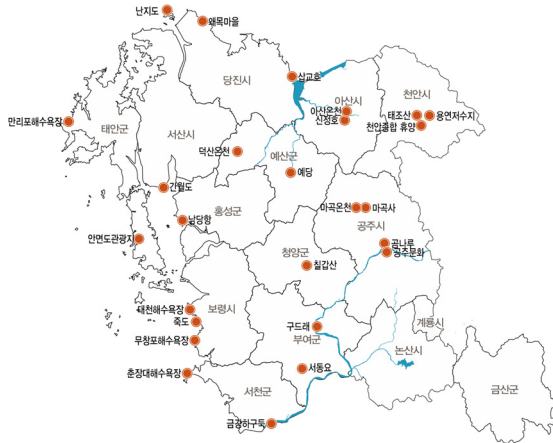 난지도
왜목마을
당진시
삽교호
아산시
천안시
만리포해수욕장
태안군
서산시
아산온천
신정호
태조산
용연저수지
천안종합 휴양
덕산온천
예산군
예당
간월도
홍성군
남당항
마곡온천
마곡사
공주시
안면도관광지
곰나루
공주문화
청양군
칠갑산
대천해수욕장
보령시
죽도
구드래
계룡시
무창포해수욕장
부여군
논산시
춘장대해수욕장
서동요
서천군
금산군
금강하구둑